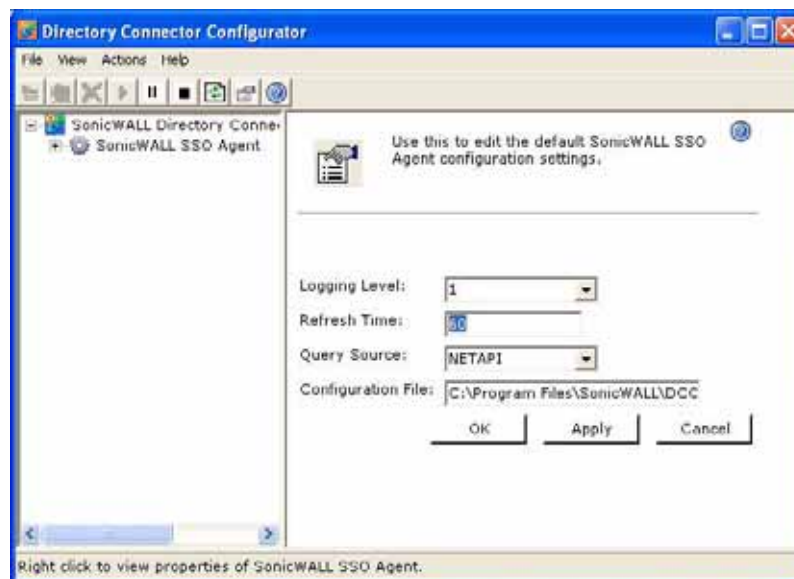 Directory Connector Configurator
File View Actions Help
SonicWALL Directory Conne
SonicWALL SSO Agent
Use this to edit the default SonicWALL SSO
Agent configuration settings.
Logging Level: 1
Refresh Time: 60
Query Source: NETAPI
Configuration File: C:\Program Files\SonicWALL\DCC
OK Apply Cancel
Right click to view properties of SonicWALL SSO Agent.